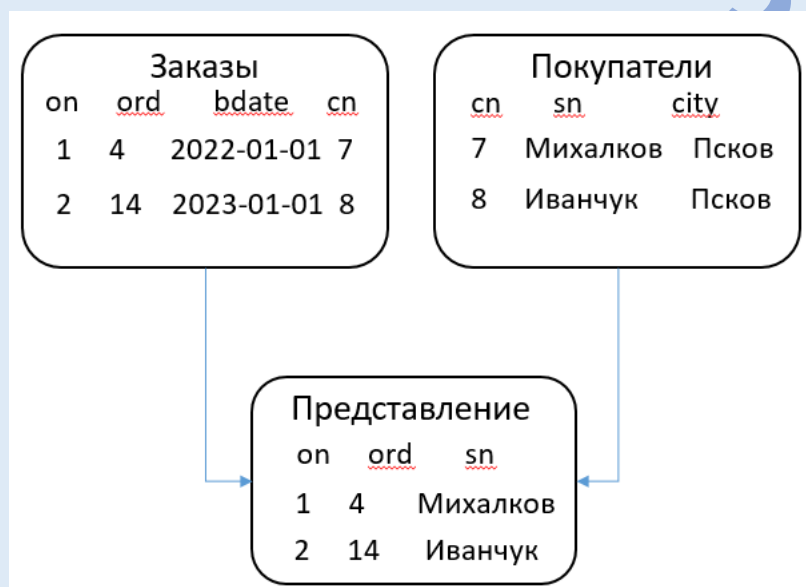 Заказы
on ord bdate cn
1 4 2022-01-01 7
2 14 2023-01-01 8
Покупатели
cn sn city
7 Михалков Псков
8 Иванчук Псков
Представление
on ord sn
1 4 Михалков
2 14 Иванчук